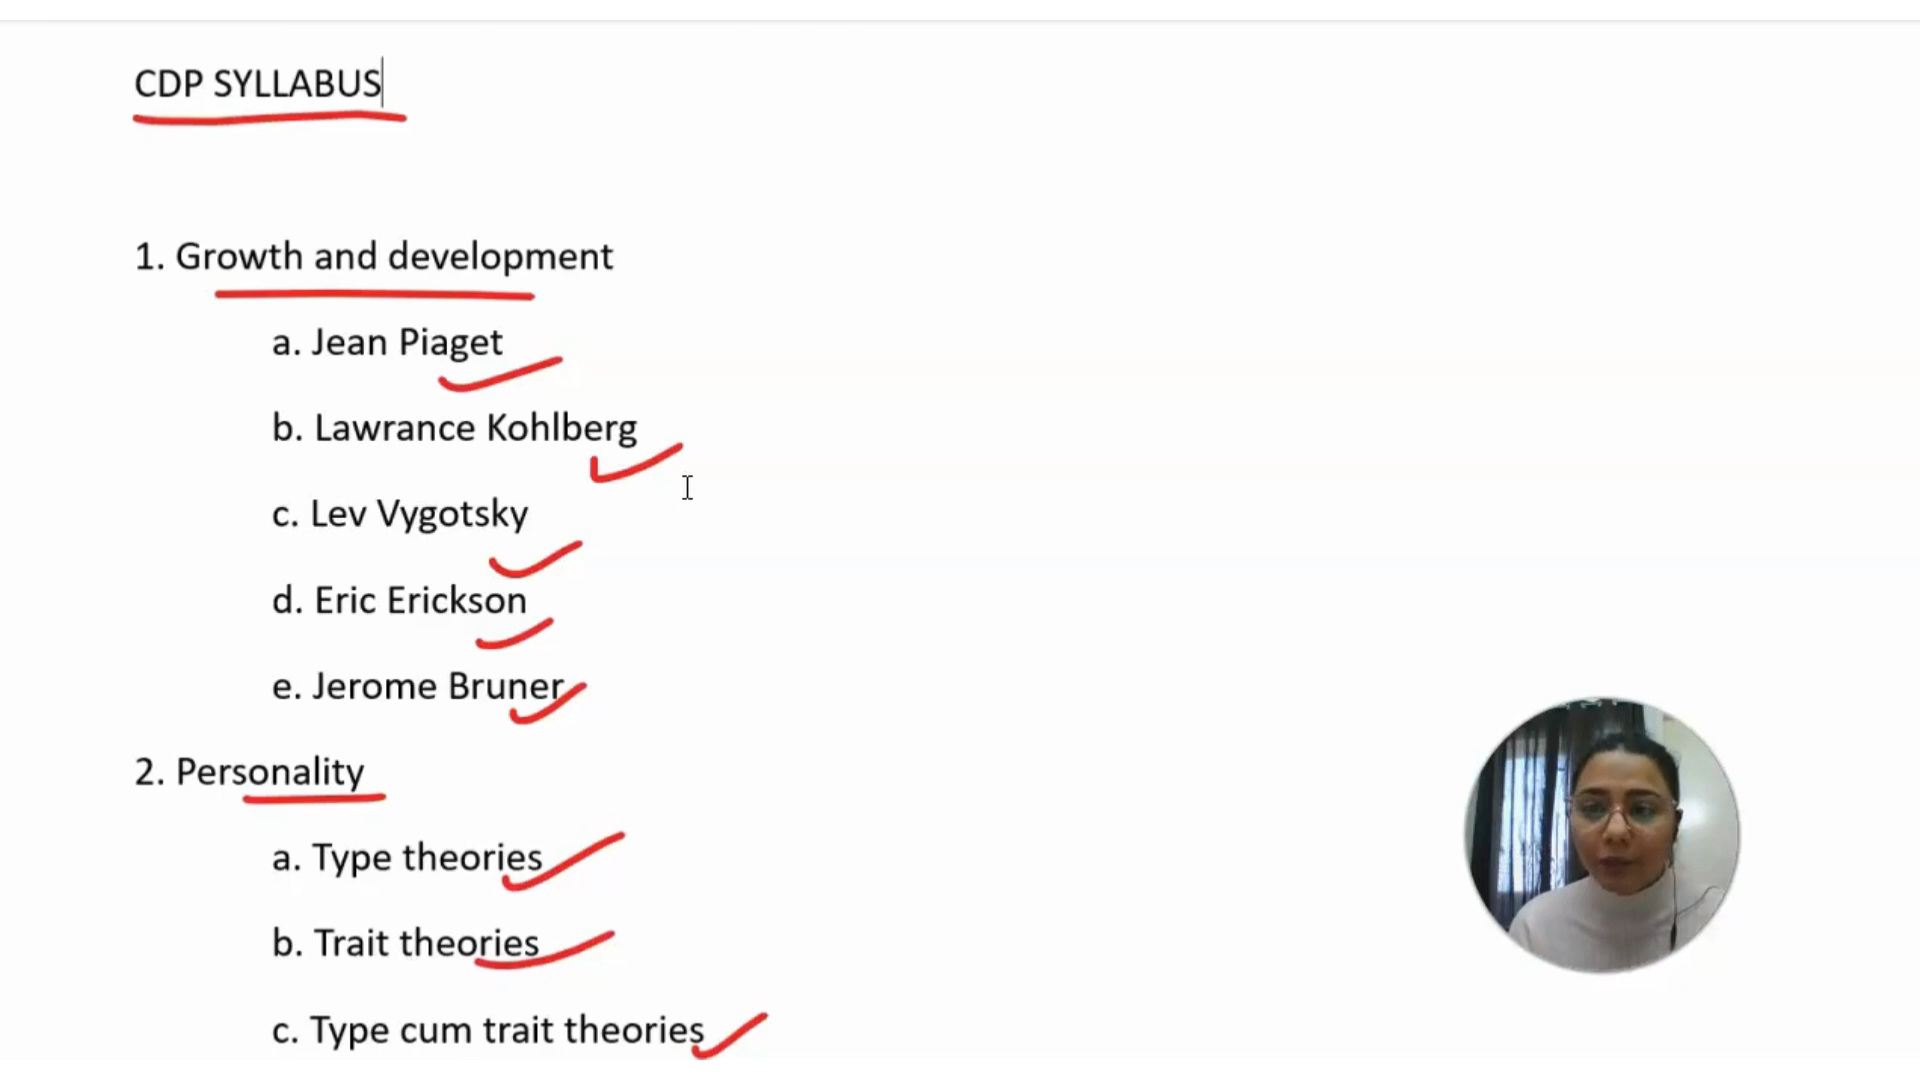 CDP SYLLABUS
1. Growth and development
a. Jean Piaget
b. Lawrance Kohlberg
c. Lev Vygotsky
d. Eric Erickson
e. Jerome Bruner
2. Personality
a. Type theories
b. Trait theories
c. Type cum trait theories